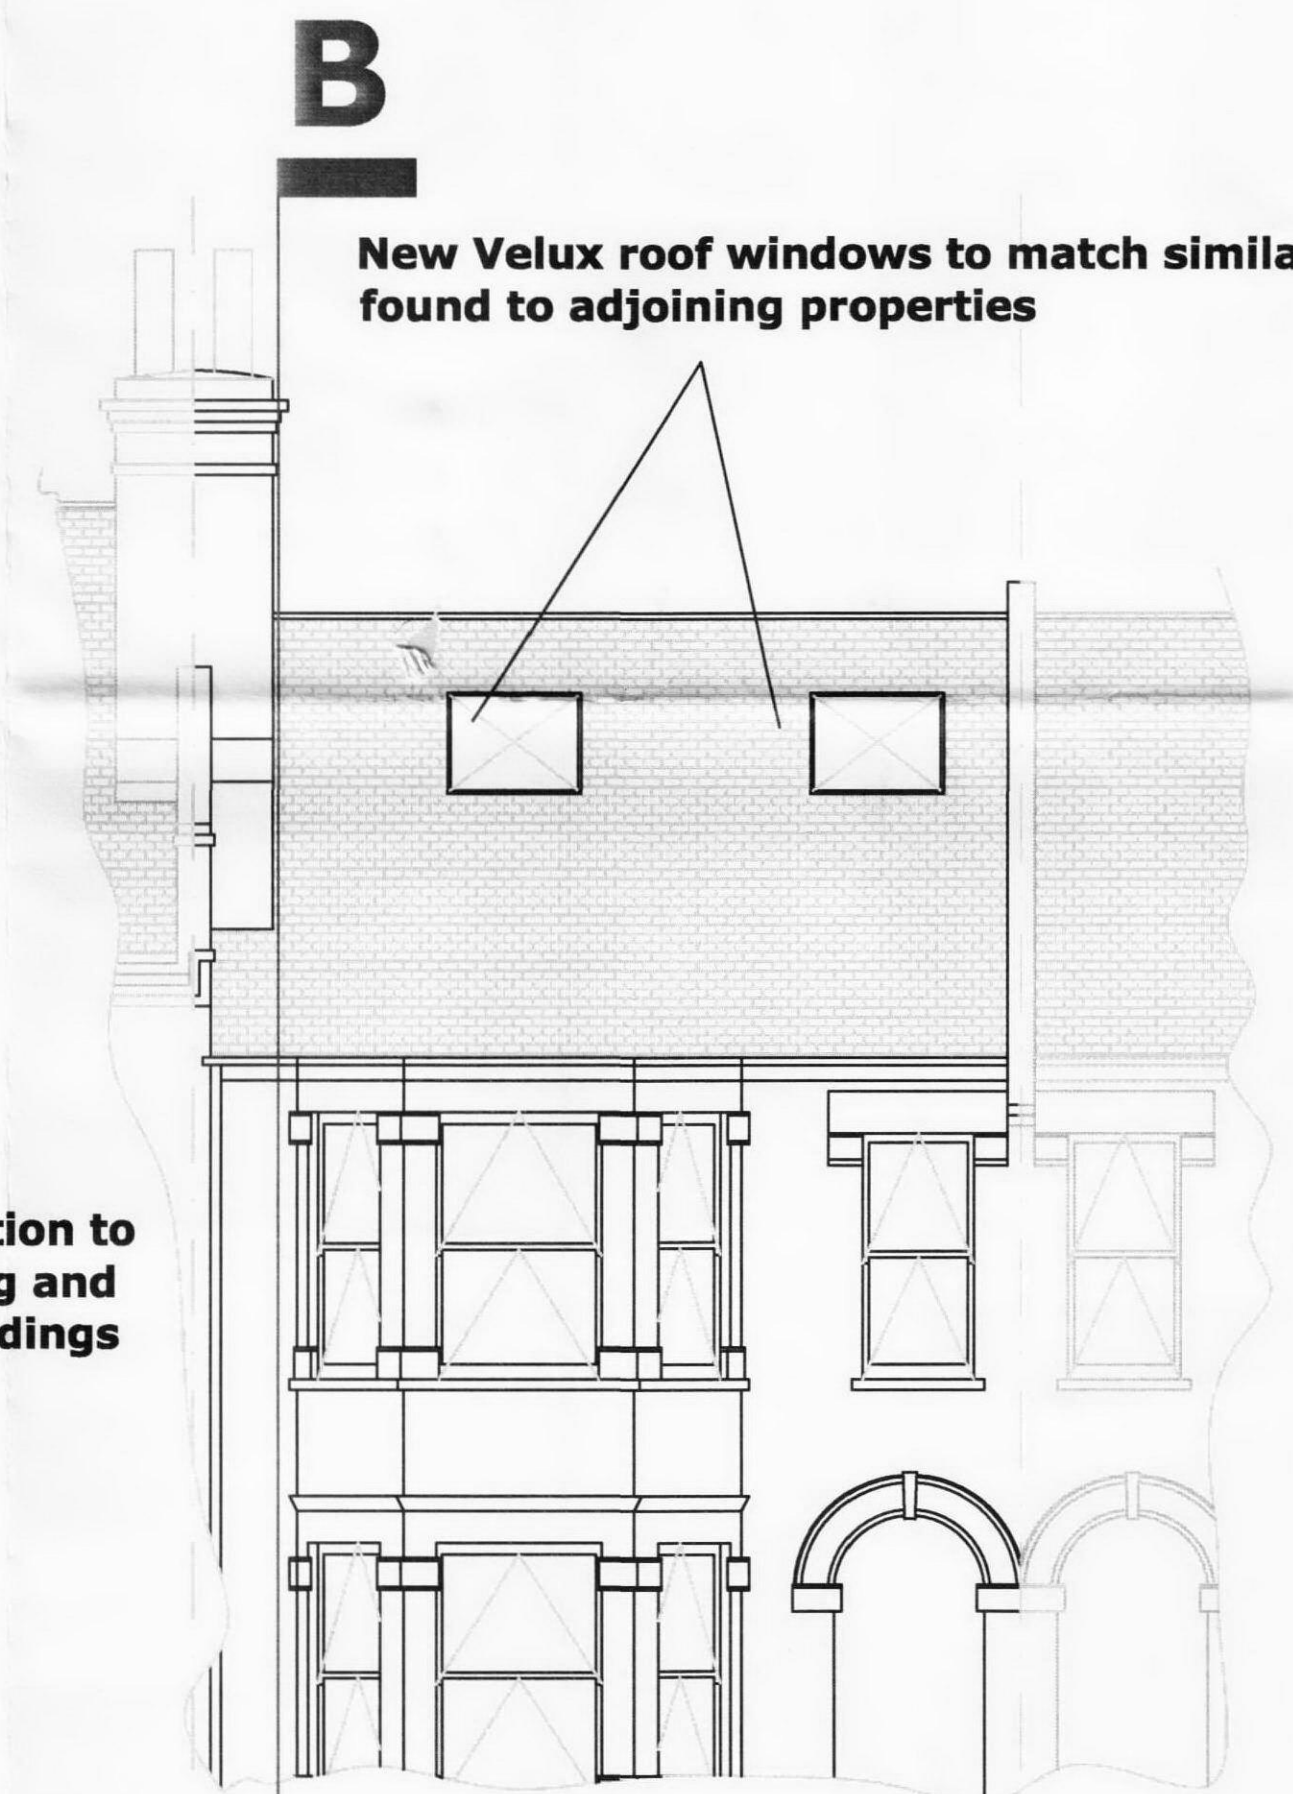 B
New Velux roof windows to match simila
found to adjoining properties
tion to
g and
dings